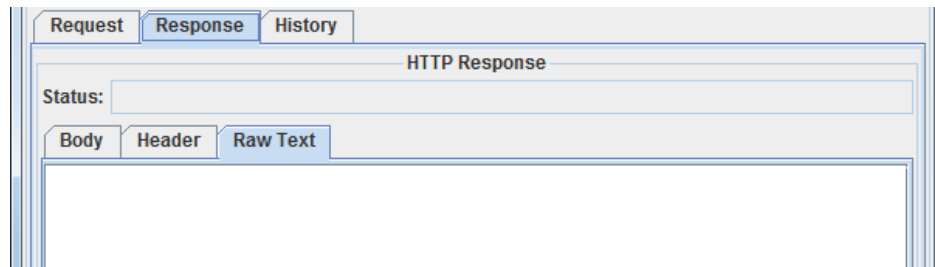 Request Response History
HTTP Response
Status:
Body Header Raw Text